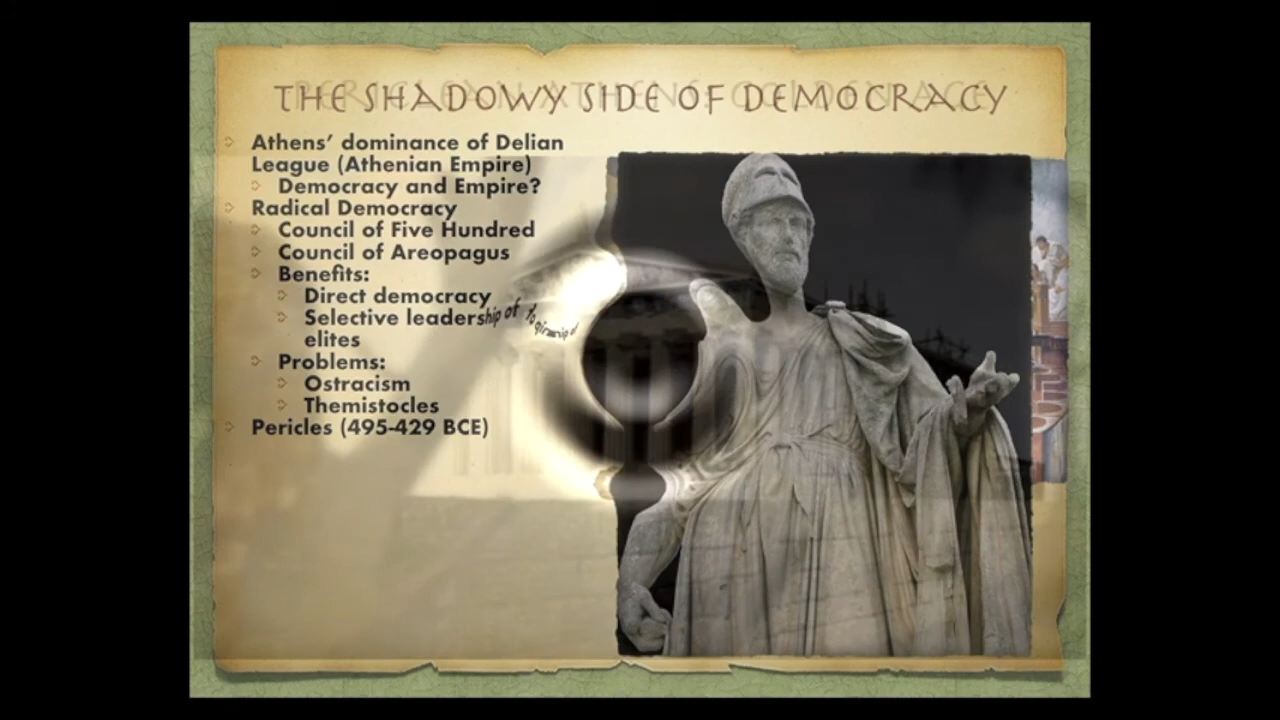 THE SHADOWY SIDE OF DEMOCRACY
Athens' dominance of Delian
League (Athenian Empire)
Democracy and Empire?
Radical Democracy
Council of Five Hundred
Council of Areopagus
Benefits:
Direct democracy
Selective leadership of
elites
Problems:
Ostracism
Themistocles
Pericles (495-429 BCE)